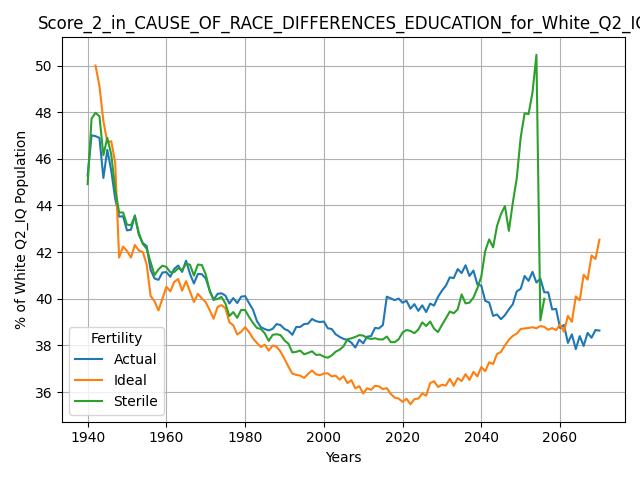 Score_2_in_CAUSE_OF_RACE_DIFFERENCES_EDUCATION_for_White_Q2_IQ
% of White Q2_IQ Population
50
48
46
44
42
40
38
36
Fertility
Actual
Ideal
Sterile
1940 1960 1980 2000 2020 2040 2060
Years